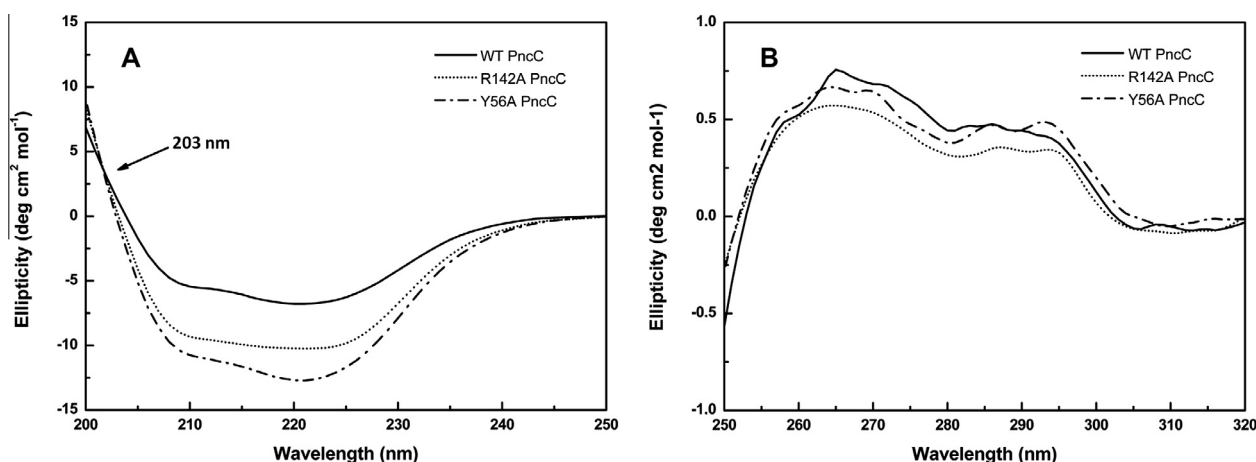 A
WT PncC
R142A PncC
Y56A PncC
203 nm
15
10
5
0
-5
-10
-15
200
210
220
230
240
250
Wavelength (nm)
Ellipticity (deg cm² mol⁻¹)
B
WT PncC
R142A PncC
Y56A PncC
1.0
0.5
0.0
0.5
1.0
250
260
270
280
290
300
310
320
Wavelength (nm)
Ellipticity (deg cm2 mol-1)